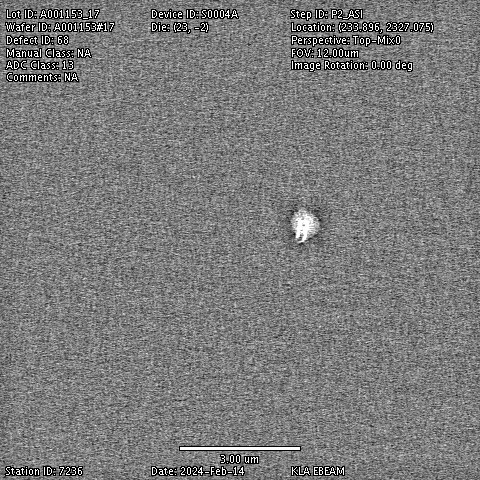 Lot ID: A001153_17
Wafer ID: A001153#17
Defect ID: 68
Manual Class: NA
ADC Class: 13
Comments: NA
Device ID: S0004A
Die: (23, -2)
Step ID: P2_ASI
Location: (233.896, 2327.075)
Perspective: Top-Mix0
FOV: 12.00um
Image Rotation: 0.00 deg
3.00 um
Station ID: 7236
Date: 2024-Feb-14
KLA EBEAM